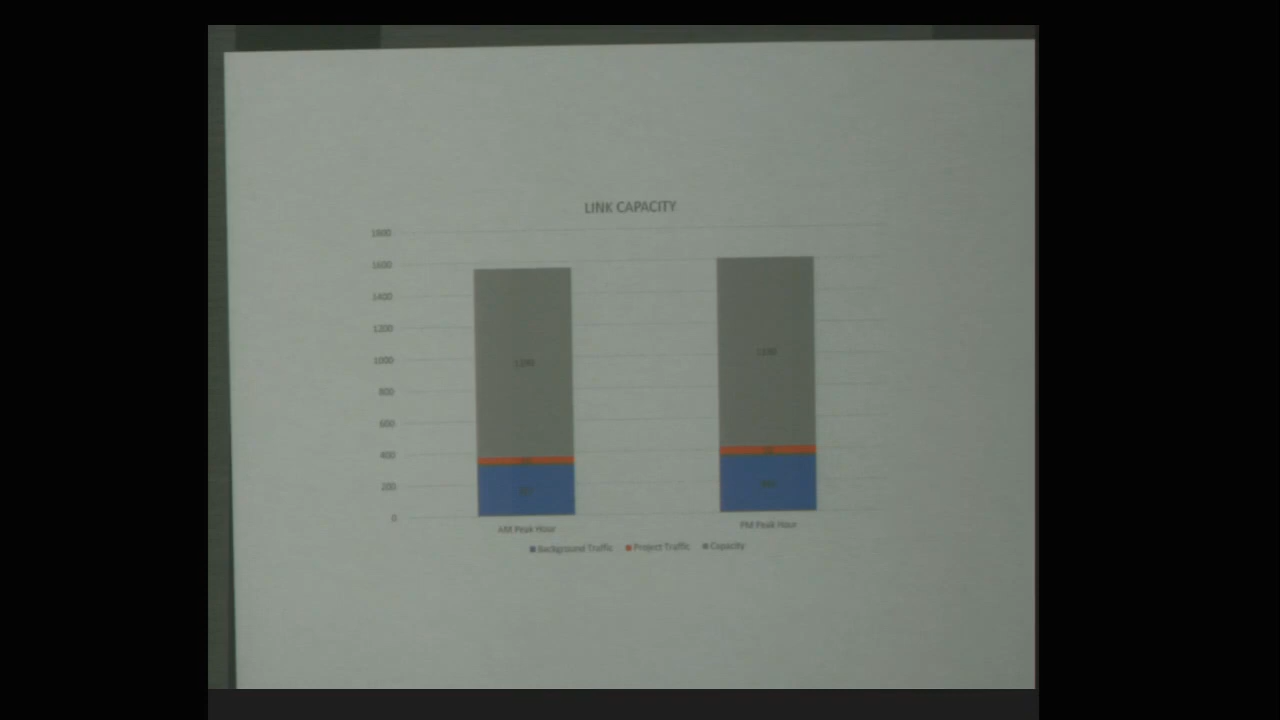 LINK CAPACITY
1800
1600
1400
1200
1000
800
600
400
200
0
AM Peak Hour
PM Peak Hour
Background Traffic
Project Traffic
Capacity